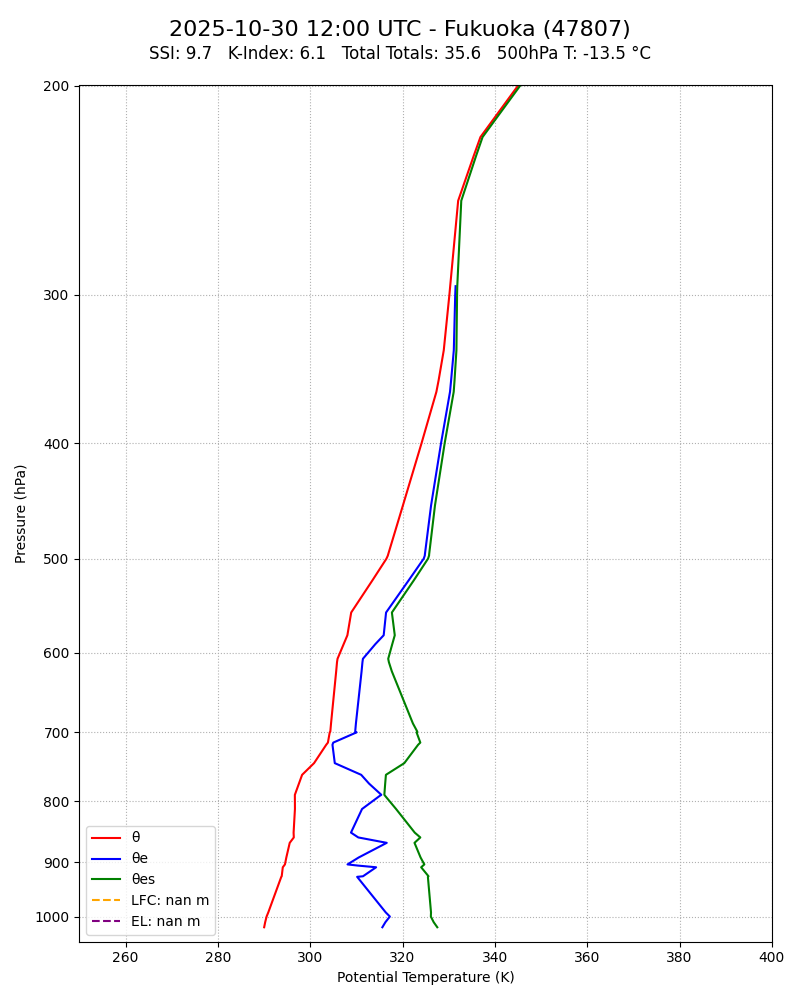 2025-10-30 12:00 UTC - Fukuoka (47807)
SSI: 9.7   K-Index: 6.1   Total Totals: 35.6   500hPa T: -13.5 °C
200
300
400
500
600
700
800
900
1000
Pressure (hPa)
θ
θe
θes
LFC: nan m
EL: nan m
260 280 300 320 340 360 380 400
Potential Temperature (K)